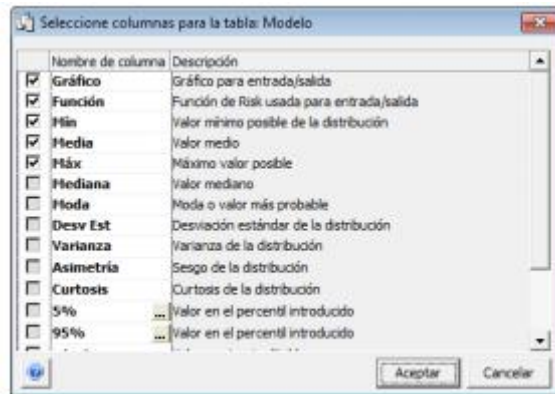 Seleccione columnas para la tabla: Modelo
Nombre de columna Descripción
Gráfico Gráfico para entrada/salida
Función Función de Risk usada para entrada/salida
Mín Valor mínimo posible de la distribución
Media Valor medio
Máx Máximo valor posible
Mediana Valor mediano
Moda Moda o valor más probable
Desv Est Desviación estándar de la distribución
Varianza Varianza de la distribución
Asimetría Sesgo de la distribución
Curtosis Curtosis de la distribución
5% ... Valor en el percentil introducido
95% ... Valor en el percentil introducido
Aceptar Cancelar